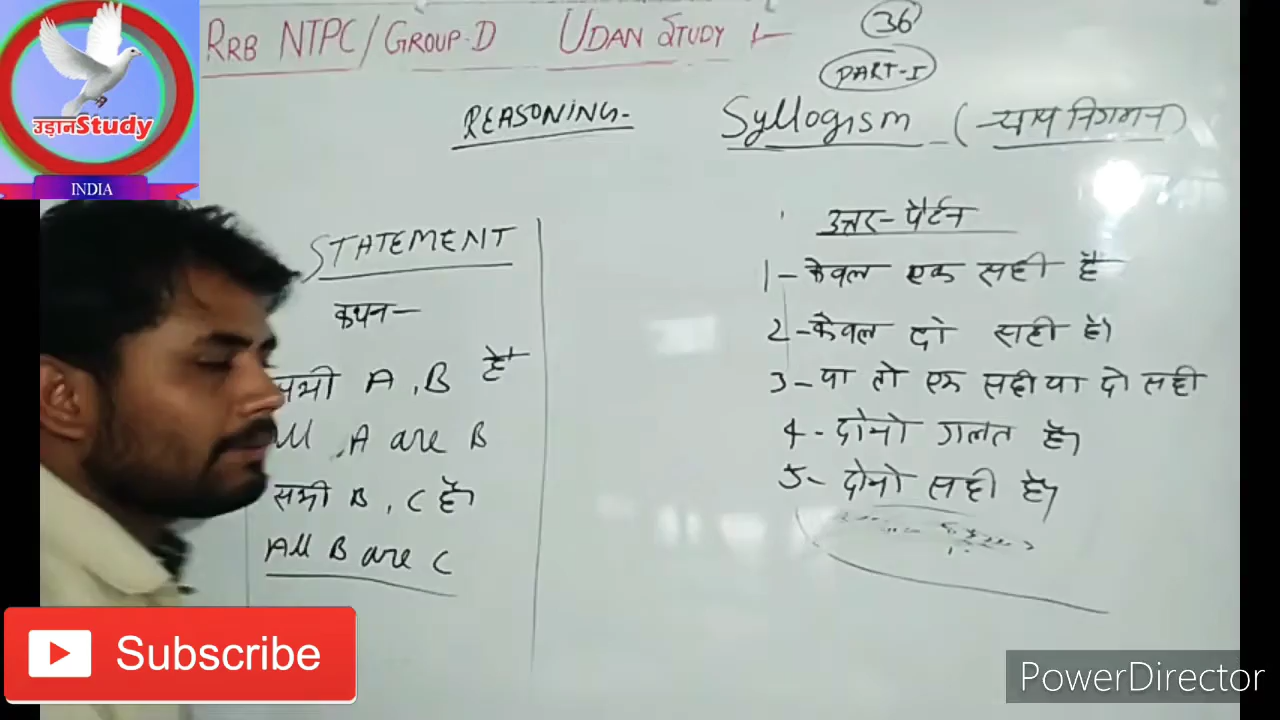 RRB NTPC/GROUP-D UDAN STUDY
36
PART-I
REASONING-
Syllogism (न्याय निगमन)
उड़ानStudy
INDIA
STATEMENT
कथन-
सभी A, B हैं
All A are B
सभी B, C हैं
All B are C
उत्तर-पैर्टन
1-केवल एक सही है
2-केवल दो सही है।
3-या तो एक सही या दो सही
4-दोनो गलत है।
5-दोनो सही है।
Subscribe
PowerDirector